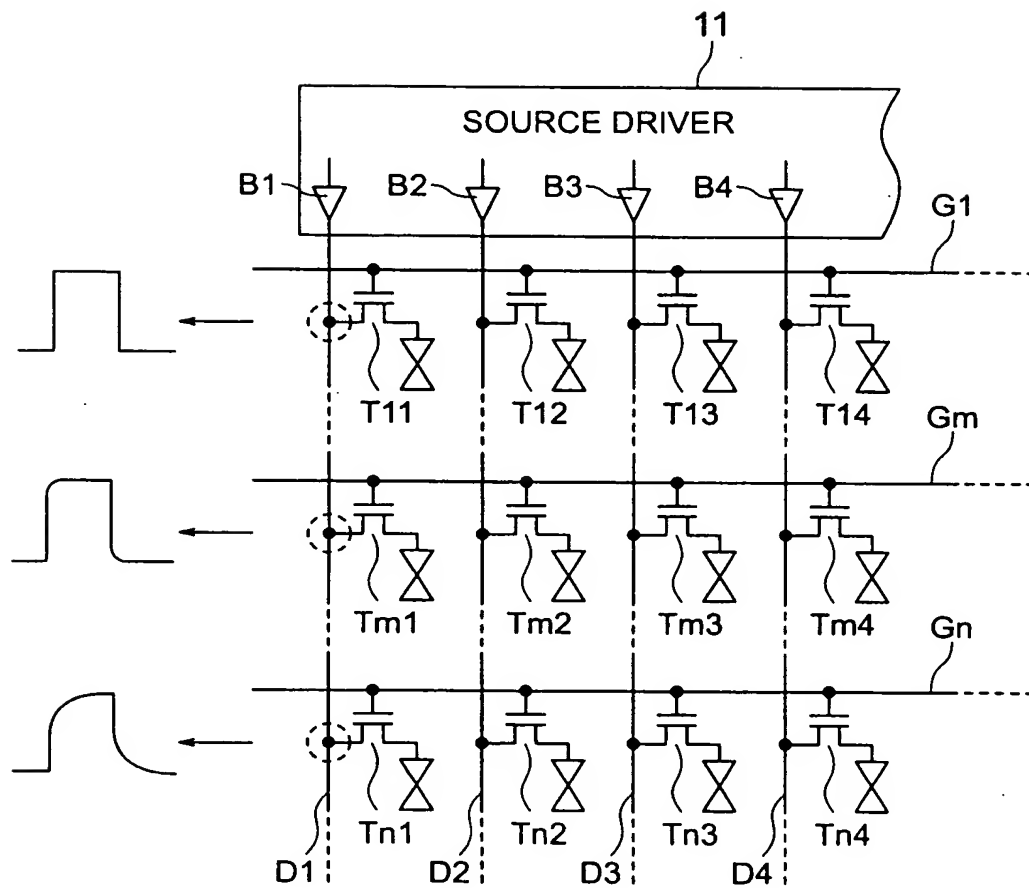 11
SOURCE DRIVER
B1 B2 B3 B4
G1
T11 T12 T13 T14
Gm
Tm1 Tm2 Tm3 Tm4
Gn
Tn1 Tn2 Tn3 Tn4
D1 D2 D3 D4